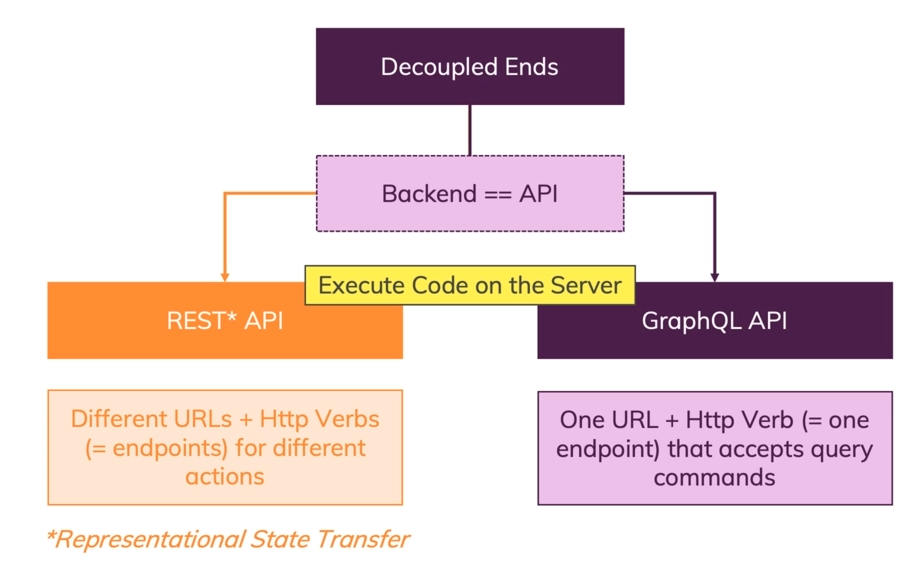 Decoupled Ends
Backend == API
Execute Code on the Server
REST* API
GraphQL API
Different URLs + Http Verbs
(= endpoints) for different
actions
One URL + Http Verb (= one
endpoint) that accepts query
commands
*Representational State Transfer